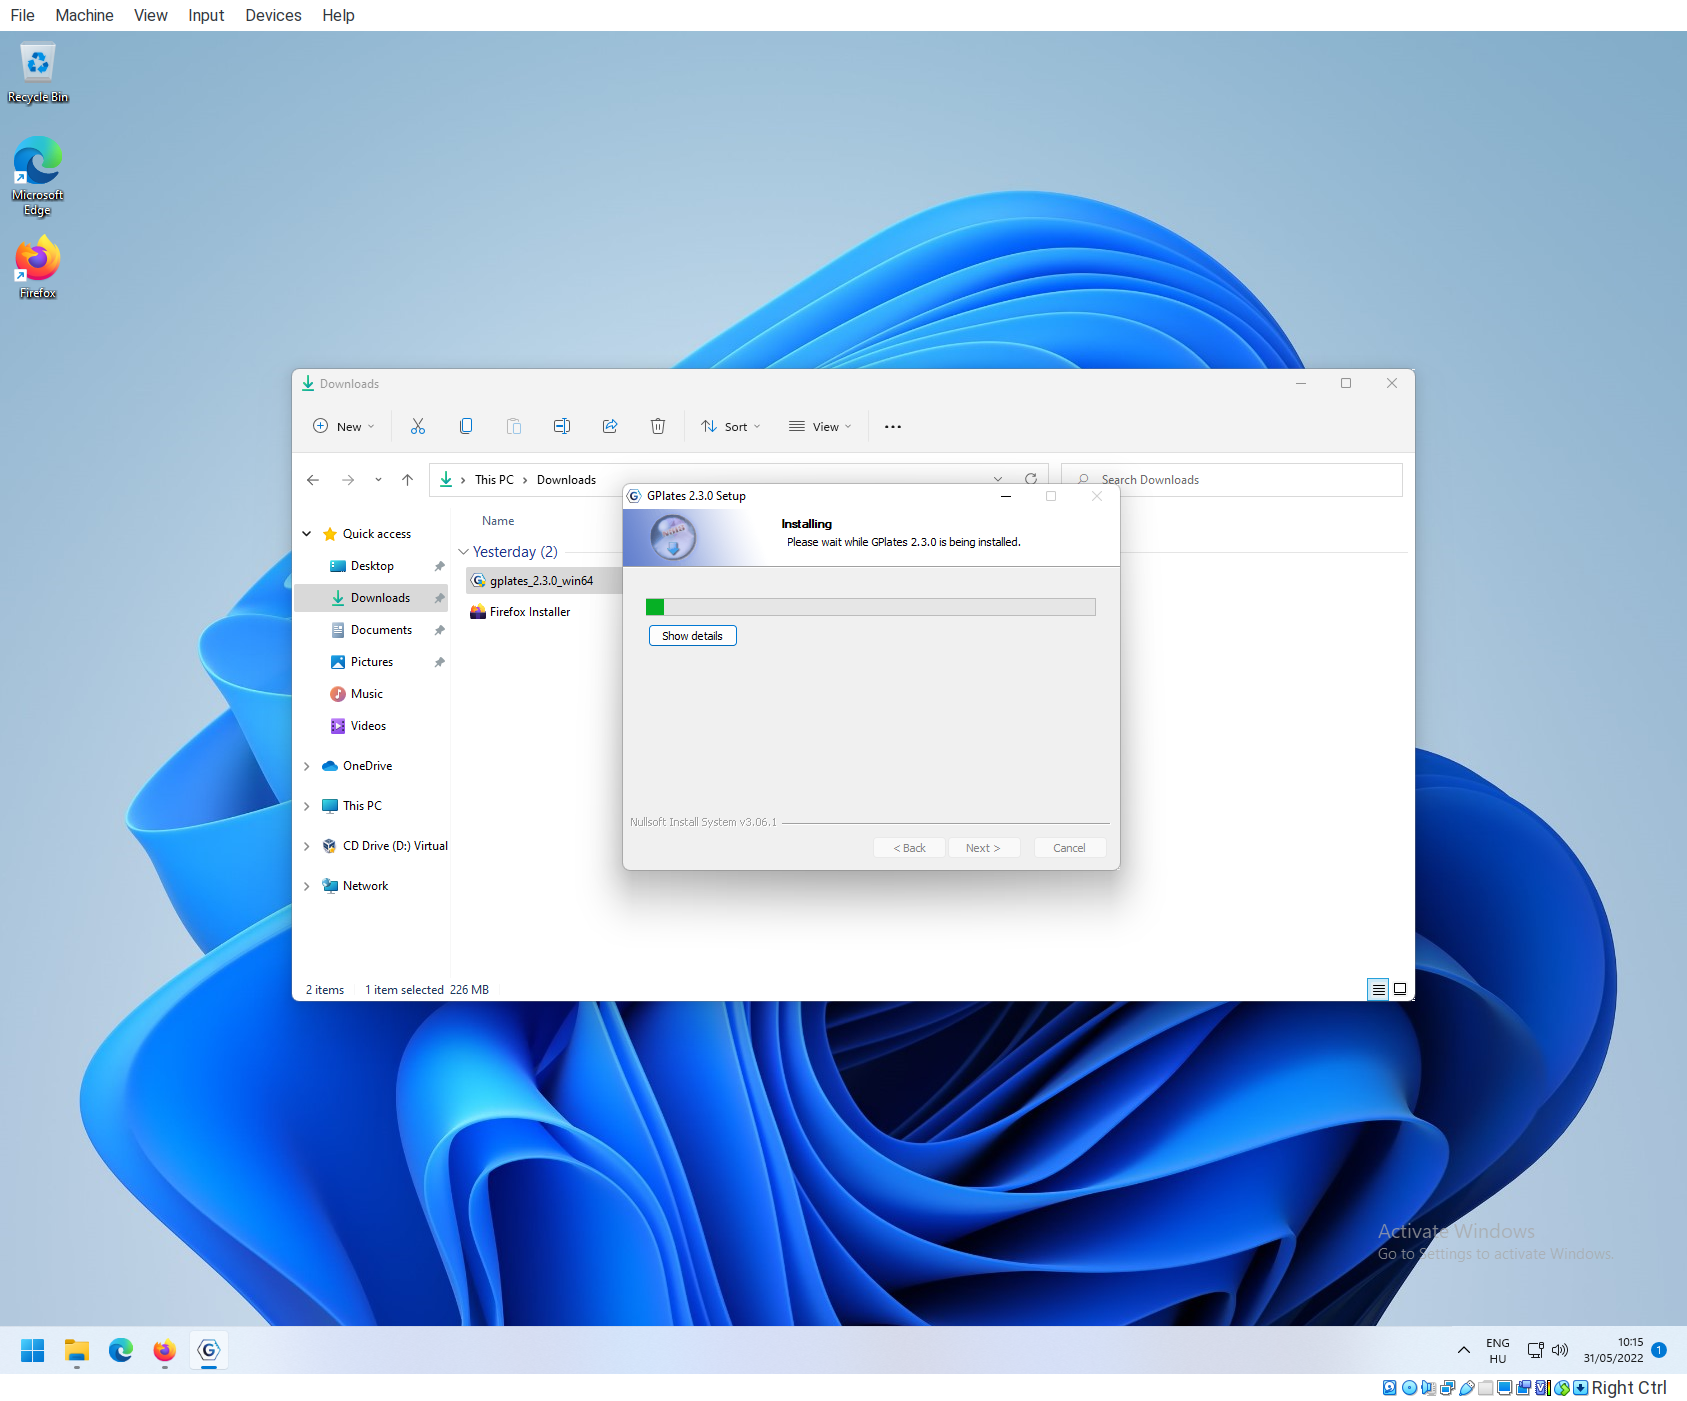 File Machine View Input Devices Help
Recycle Bin
Microsoft
Edge
Firefox
Downloads
New Sort View
This PC Downloads Search Downloads
GPlates 2.3.0 Setup
Installing
Please wait while GPlates 2.3.0 is being installed.
Show details
Nullsoft Install System v3.06.1
< Back Next > Cancel
Name
Yesterday (2)
gplates_2.3.0_win64
Firefox Installer
Quick access
Desktop
Downloads
Documents
Pictures
Music
Videos
OneDrive
This PC
CD Drive (D:) Virtual
Network
2 items 1 item selected 226 MB
Activate Windows
Go to Settings to activate Windows.
ENG
HU
10:15
31/05/2022
1
Right Ctrl